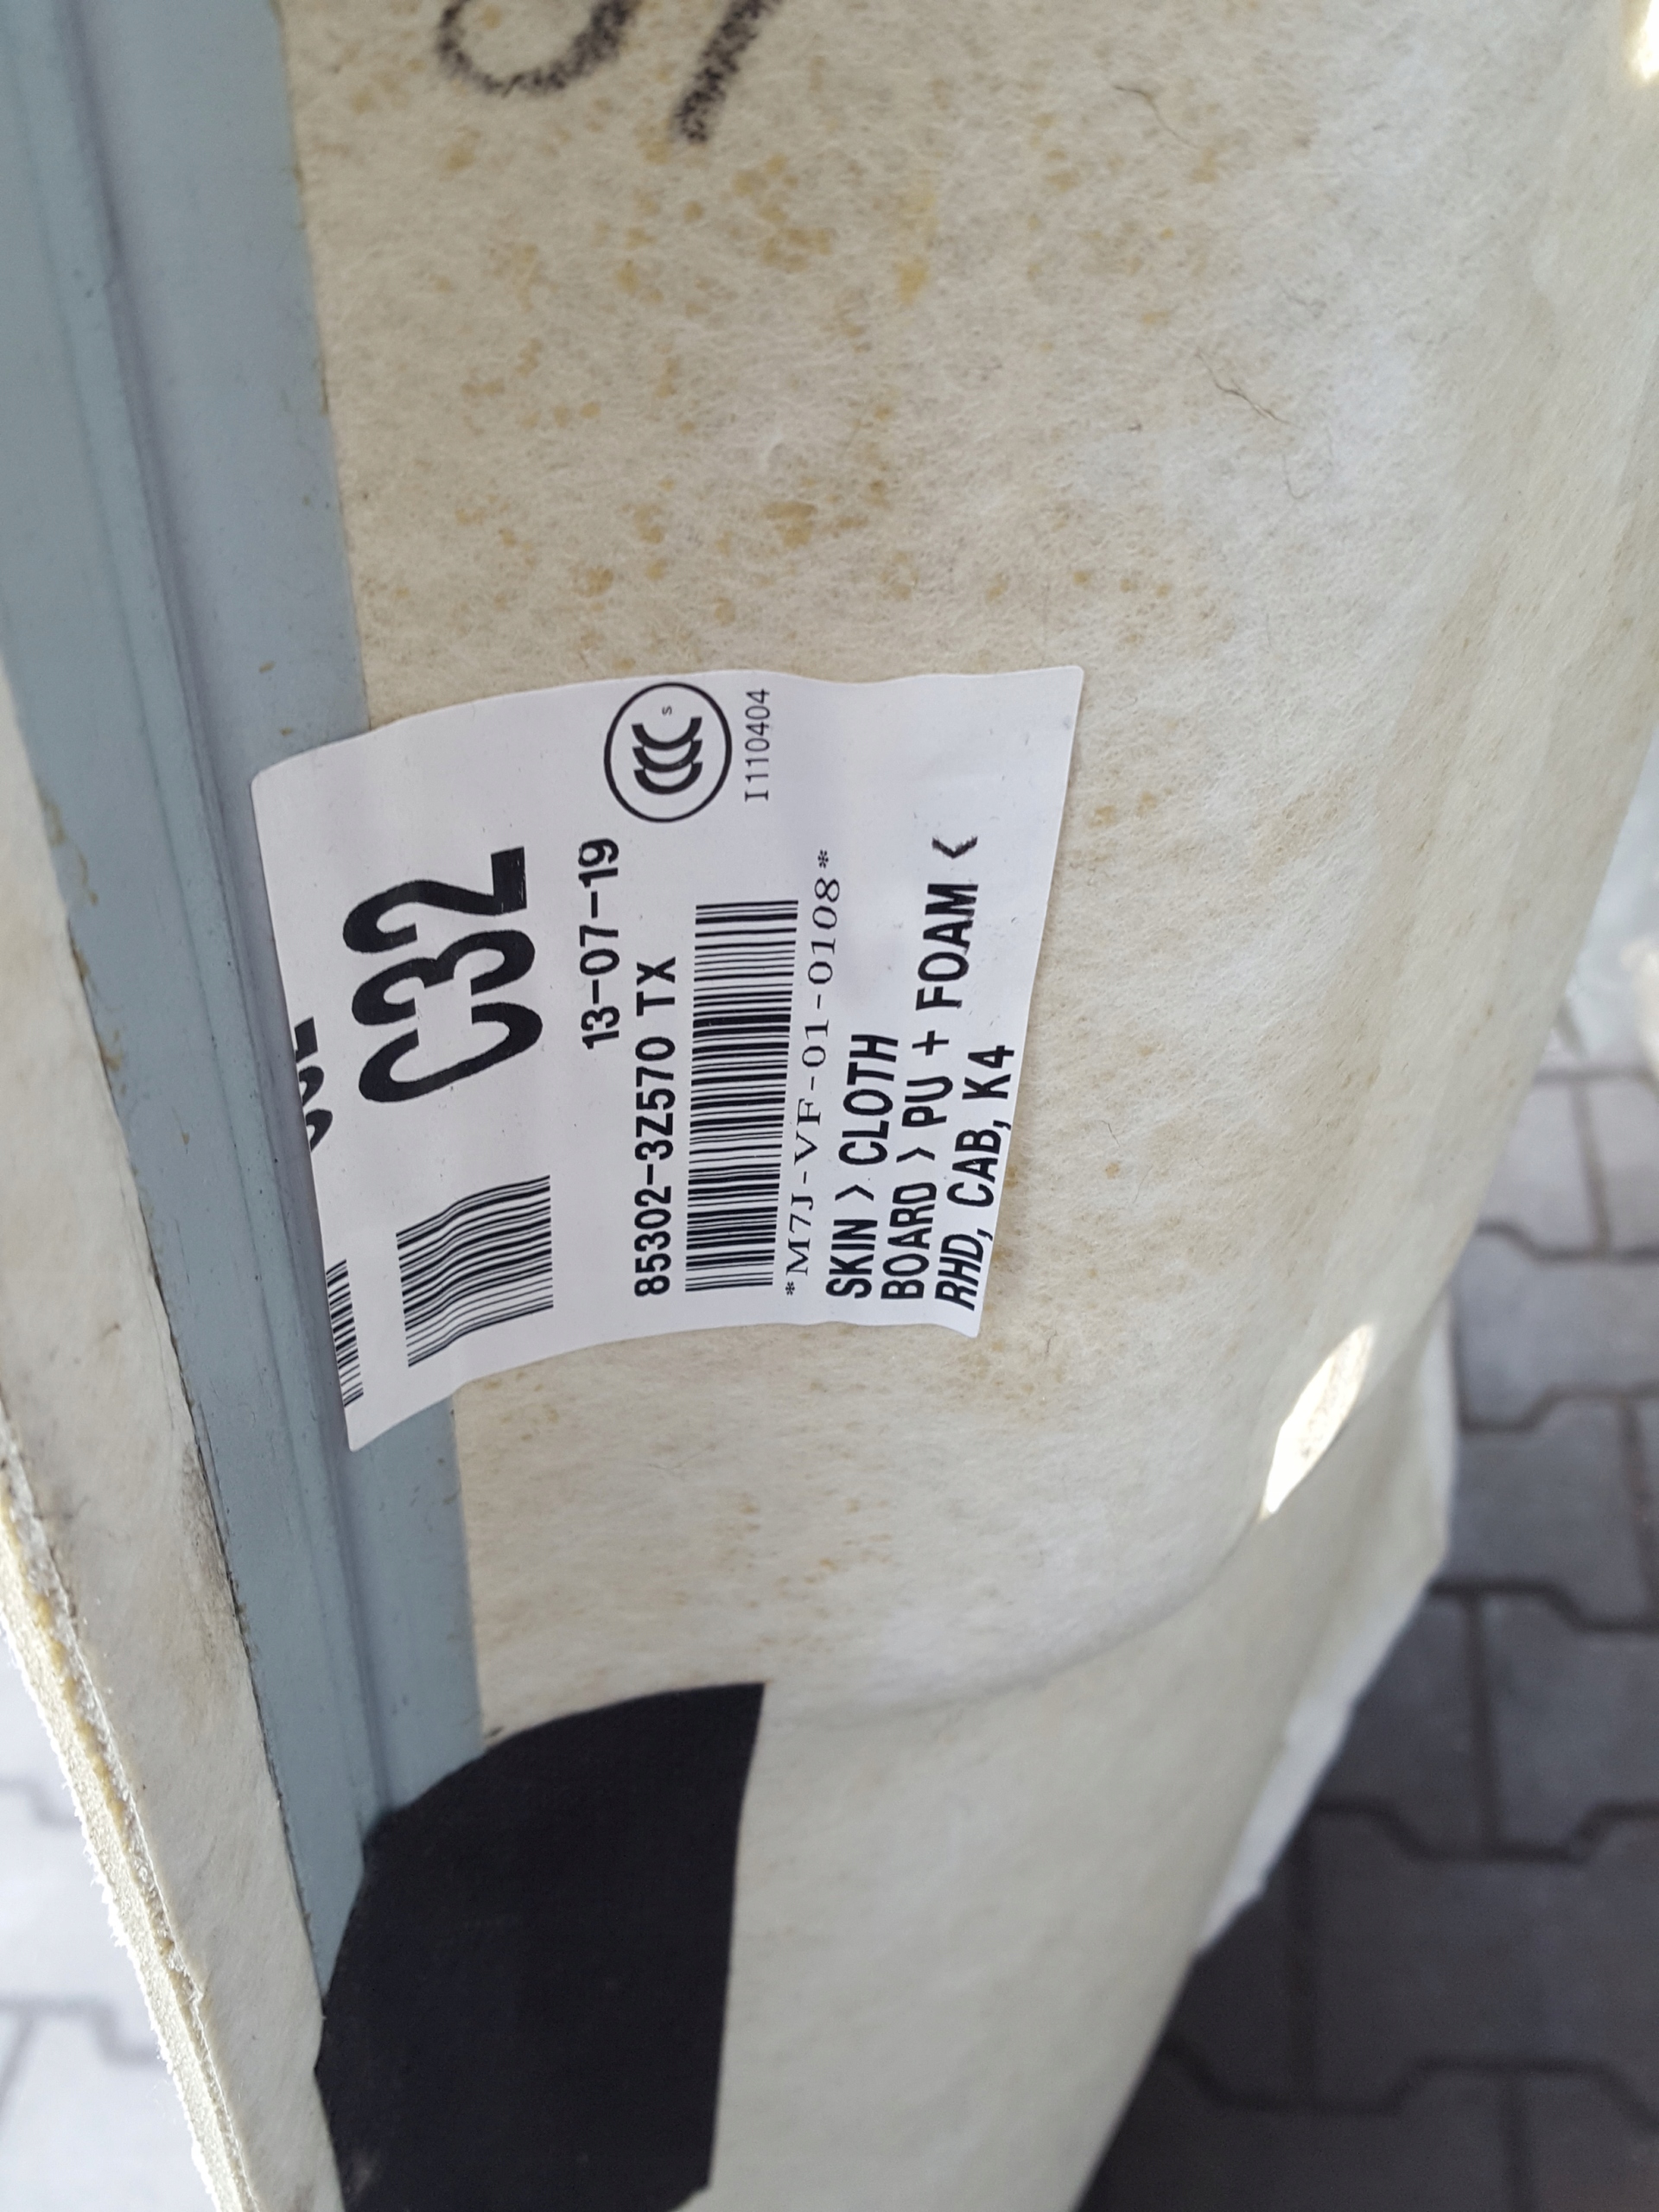 C32
13-07-19
85302-3Z570 TX
CCC S
I110404
*M7J-VF-01-0108*
SKIN > CLOTH
BOARD > PU + FOAM <
RHD, CAB, K4